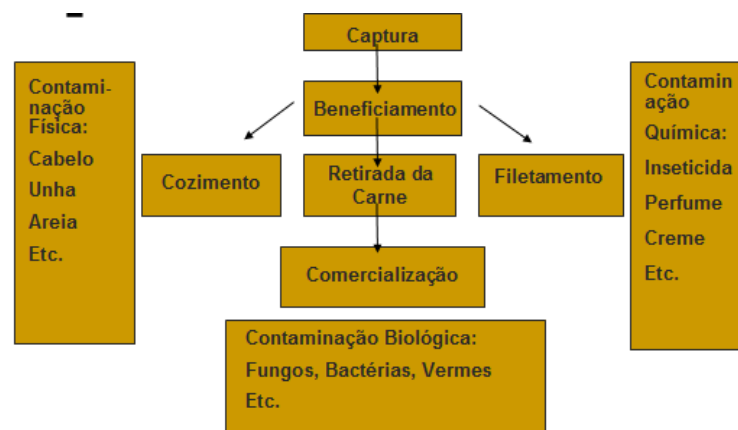 Captura
Beneficiamento
Contami-
nação
Física:
Cabelo
Unha
Areia
Etc.
Cozimento
Retirada da
Carne
Filetamento
Contamin
ação
Química:
Inseticida
Perfume
Creme
Etc.
Comercialização
Contaminação Biológica:
Fungos, Bactérias, Vermes
Etc.